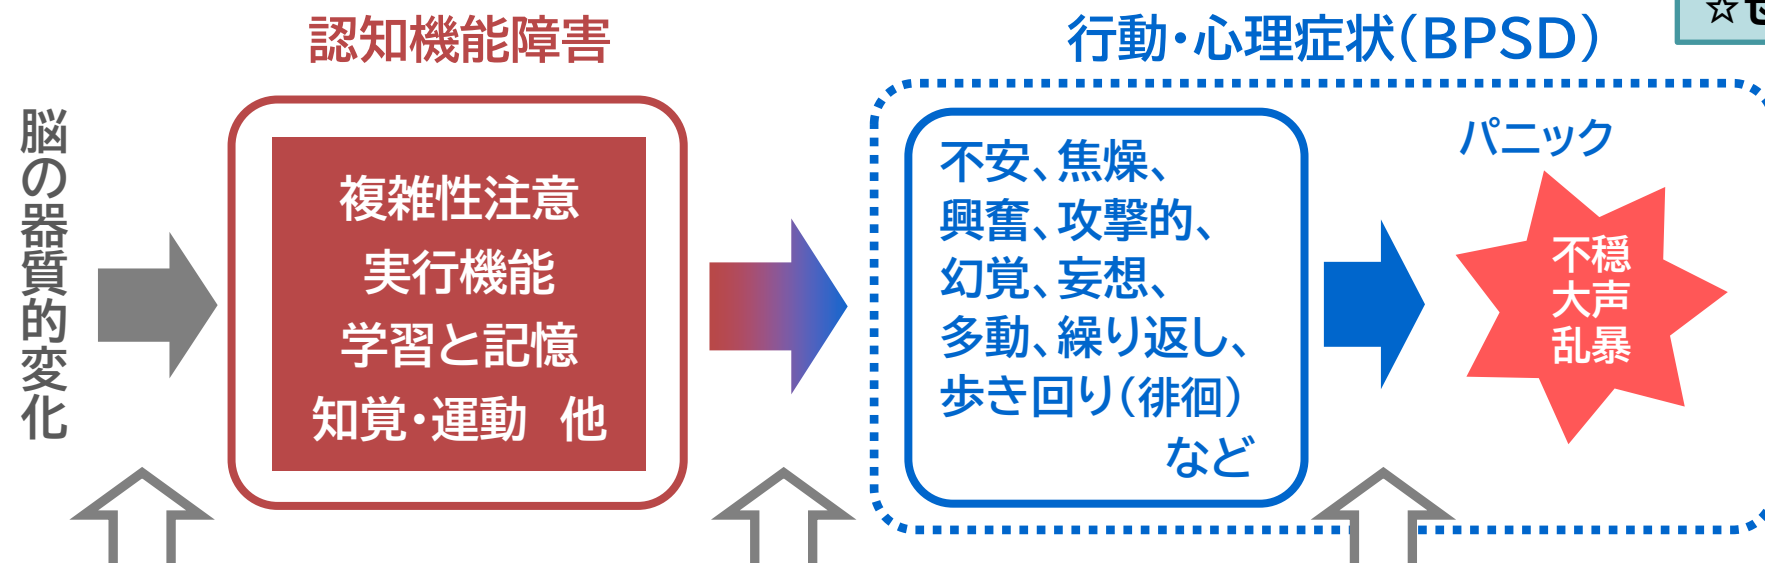 認知機能障害
行動・心理症状(BPSD)
脳の器質的変化
複雑性注意
実行機能
学習と記憶
知覚・運動　他
不安、焦燥、
興奮、攻撃的、
幻覚、妄想、
多動、繰り返し、
歩き回り(徘徊)
など
パニック
不穏
大声
乱暴